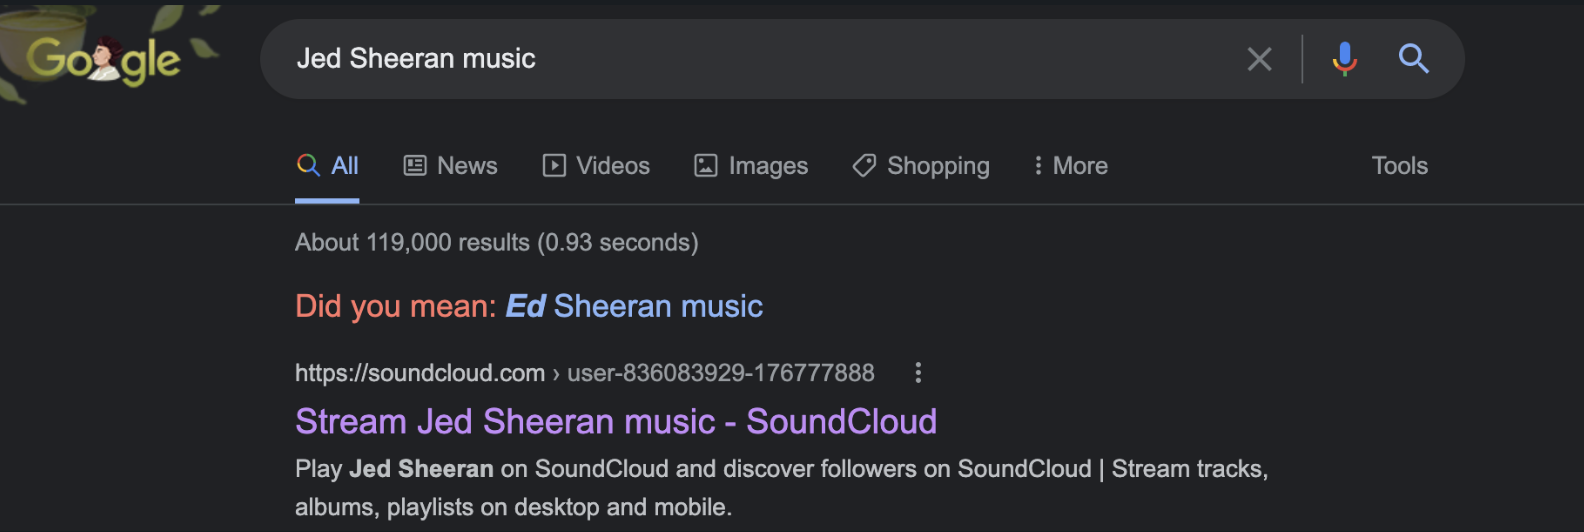 Google
Jed Sheeran music
All News Videos Images Shopping More Tools
About 119,000 results (0.93 seconds)
Did you mean: Ed Sheeran music
https://soundcloud.com › user-836083929-176777888
Stream Jed Sheeran music - SoundCloud
Play Jed Sheeran on SoundCloud and discover followers on SoundCloud | Stream tracks,
albums, playlists on desktop and mobile.